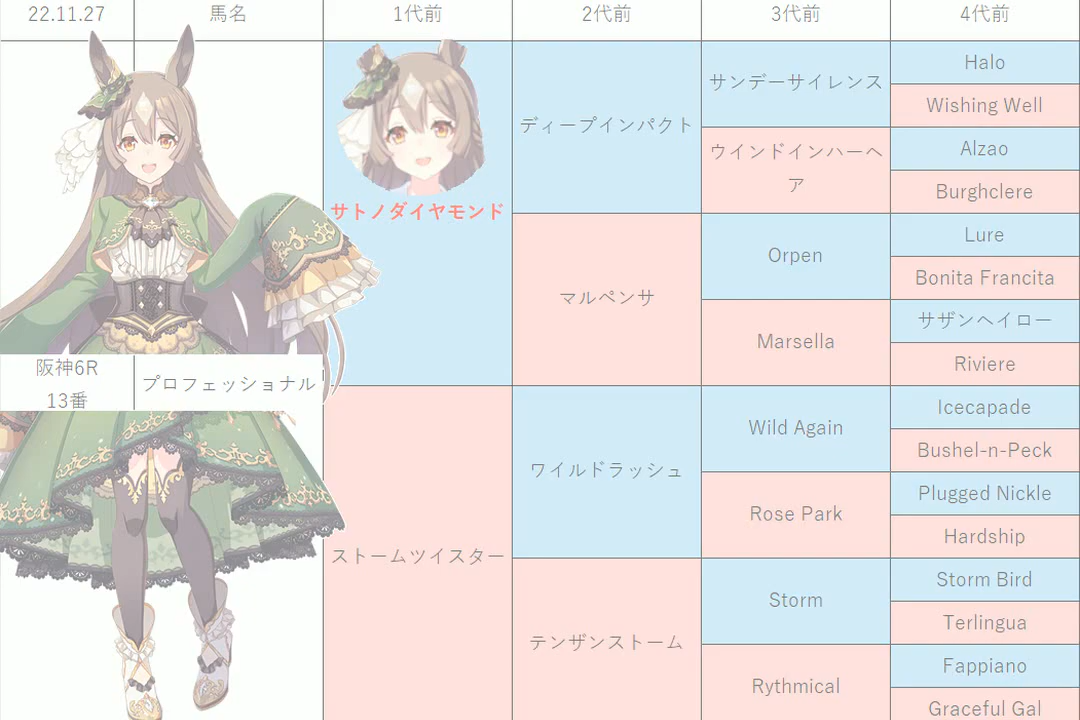 22.11.27
馬名
1代前
2代前
3代前
4代前
阪神6R
13番
プロフェッショナル
サトノダイヤモンド
ストームツイスター
ディープインパクト
マルペンサ
ワイルドラッシュ
テンザンストーム
サンデーサイレンス
ウインドインハーヘ
ア
Orpen
Marsella
Wild Again
Rose Park
Storm
Rythmical
Halo
Wishing Well
Alzao
Burghclere
Lure
Bonita Francita
サザンヘイロー
Riviere
Icecapade
Bushel-n-Peck
Plugged Nickle
Hardship
Storm Bird
Terlingua
Fappiano
Graceful Gal